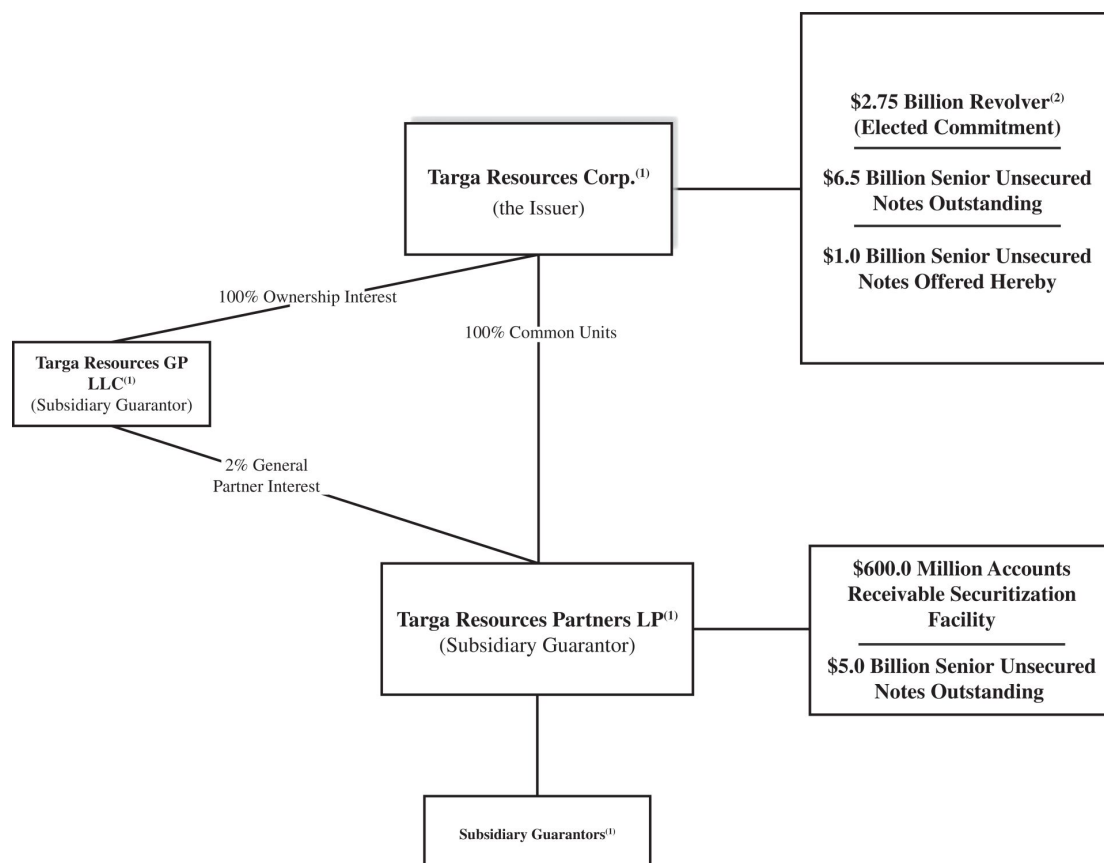 $2.75 Billion Revolver(2)
(Elected Commitment)
$6.5 Billion Senior Unsecured
Notes Outstanding
$1.0 Billion Senior Unsecured
Notes Offered Hereby
Targa Resources Corp.(1)
(the Issuer)
100% Ownership Interest
100% Common Units
Targa Resources GP
LLC(1)
(Subsidiary Guarantor)
2% General
Partner Interest
Targa Resources Partners LP(1)
(Subsidiary Guarantor)
$600.0 Million Accounts
Receivable Securitization
Facility
$5.0 Billion Senior Unsecured
Notes Outstanding
Subsidiary Guarantors(1)